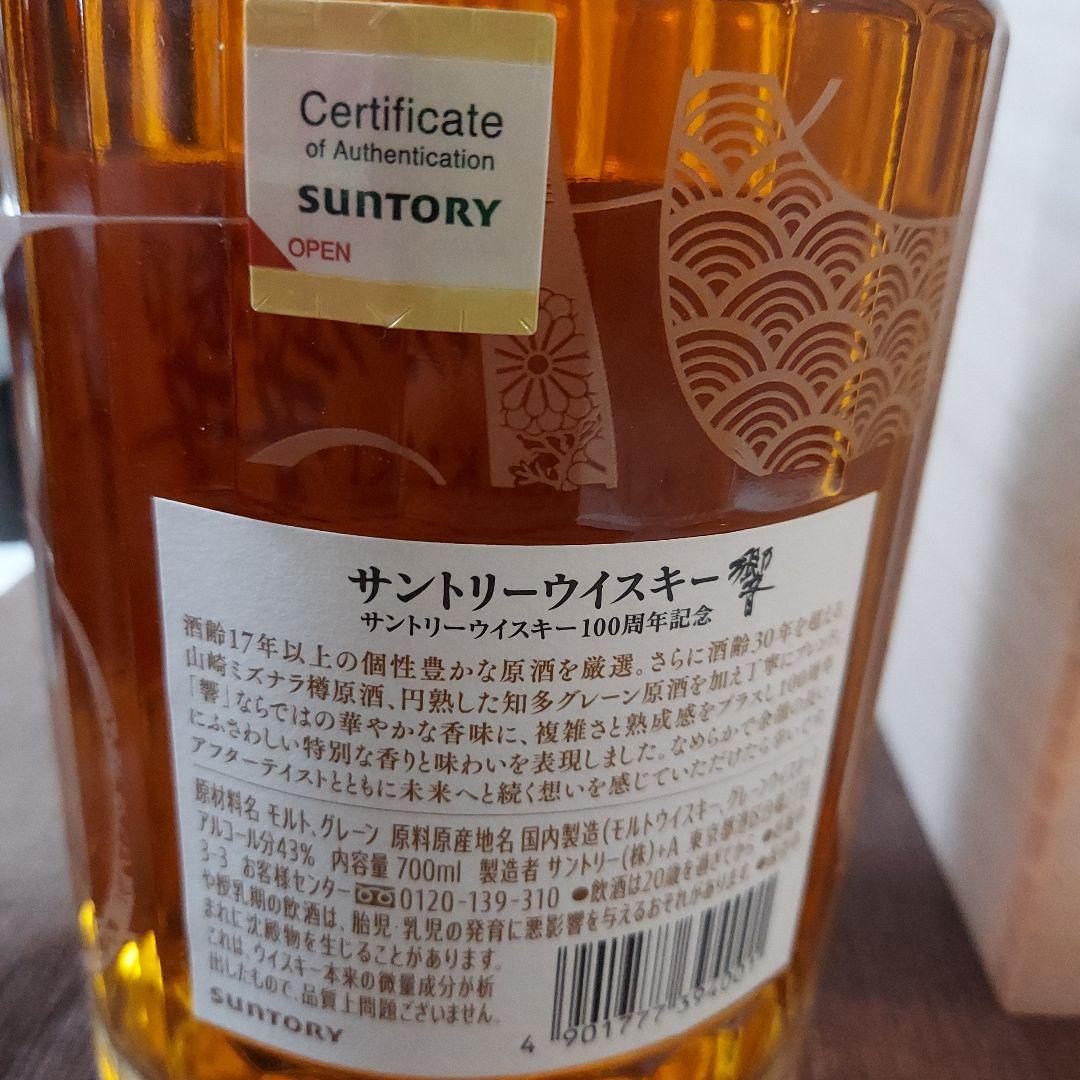 Certificate
of Authentication
SUNTORY
OPEN
サントリーウイスキー 響
サントリーウイスキー100周年記念
酒齢17年以上の個性豊かな原酒を厳選。さらに酒齢30年を超える
山崎ミズナラ樽原酒、円熟した知多グレーン原酒を加え丁寧にブレンド。
「響」ならではの華やかな香味に、複雑さと熟成感をプラスし100周年
にふさわしい特別な香りと味わいを表現しました。なめらかで余韻の長い
アフターテイストとともに未来へと続く想いを感じていただけたら幸いです。
原材料名 モルト、グレーン 原料原産地名 国内製造(モルトウイスキー、グレーンウイスキー)
アルコール分43% 内容量 700ml 製造者 サントリー(株)+A 東京都港区台場2丁目
3-3 お客様センター 0120-139-310 ●飲酒は20歳を過ぎてから。
や授乳期の飲酒は、胎児・乳児の発育に悪影響を与えるおそれがあります。
まれに沈殿物を生じることがあります。
これは、ウイスキー本来の微量成分が析
出したもので、品質上問題ございません。
SUNTORY
4 901777 394001